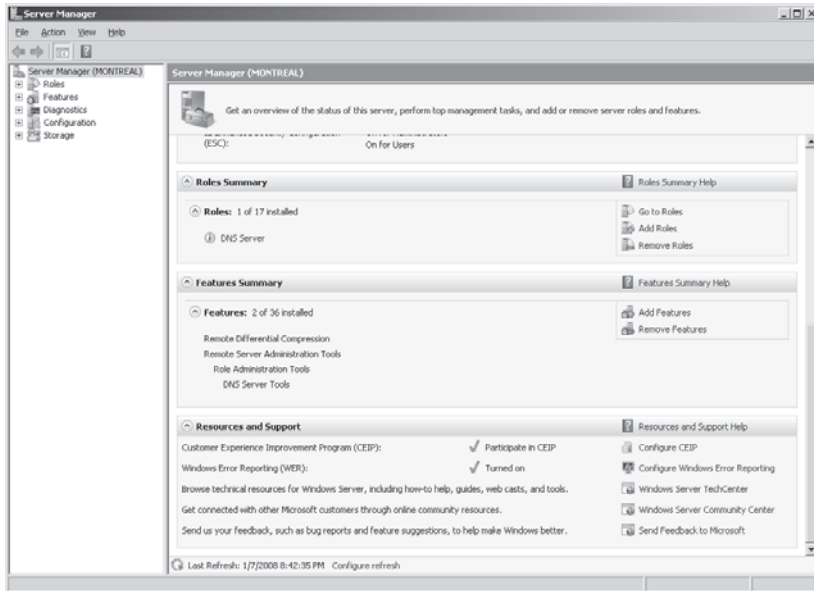 Server Manager
File Action View Help
Server Manager (MONTREAL)
Roles
Features
Diagnostics
Configuration
Storage
Server Manager (MONTREAL)
Get an overview of the status of this server, perform top management tasks, and add or remove server roles and features.
(ESC):
On for Users
Roles Summary
Roles Summary Help
Roles: 1 of 17 installed
DNS Server
Go to Roles
Add Roles
Remove Roles
Features Summary
Features Summary Help
Features: 2 of 36 installed
Remote Differential Compression
Remote Server Administration Tools
Role Administration Tools
DNS Server Tools
Add Features
Remove Features
Resources and Support
Resources and Support Help
Customer Experience Improvement Program (CEIP):
Participate in CEIP
Configure CEIP
Windows Error Reporting (WER):
Turned on
Configure Windows Error Reporting
Browse technical resources for Windows Server, including how-to help, guides, web casts, and tools.
Windows Server TechCenter
Get connected with other Microsoft customers through online community resources.
Windows Server Community Center
Send us your feedback, such as bug reports and feature suggestions, to help make Windows better.
Send Feedback to Microsoft
Last Refresh: 1/7/2008 8:42:35 PM Configure refresh